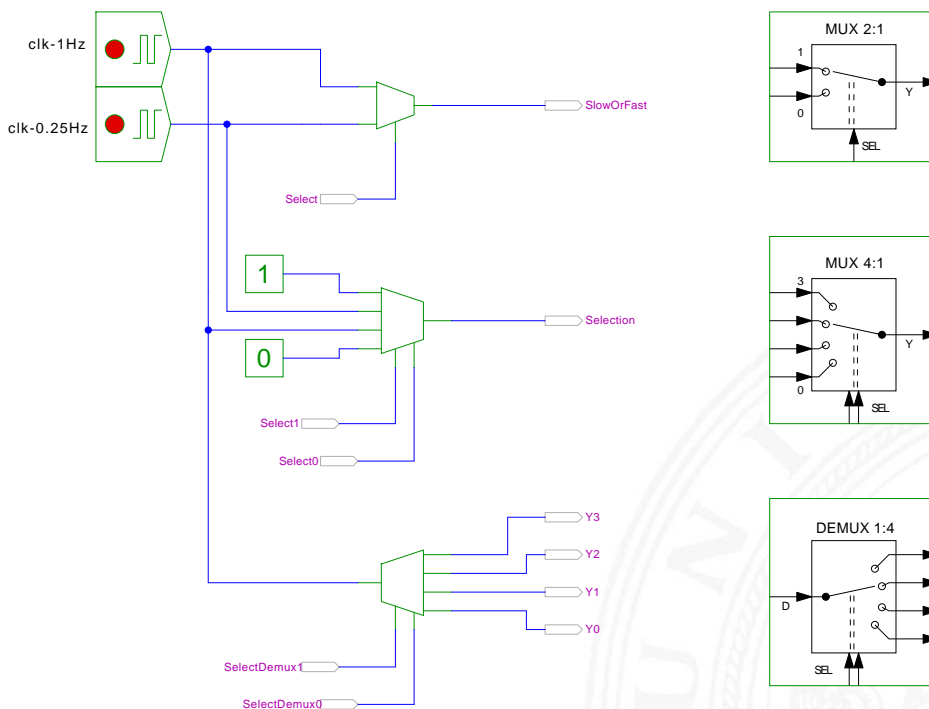 clk-1Hz
clk-0.25Hz
SlowOrFast
Select
1
0
Selection
Select1
Select0
Y3
Y2
Y1
Y0
SelectDemux1
SelectDemux0
MUX 2:1
1
0
Y
SEL
MUX 4:1
3
0
Y
SEL
DEMUX 1:4
D
SEL
UNI